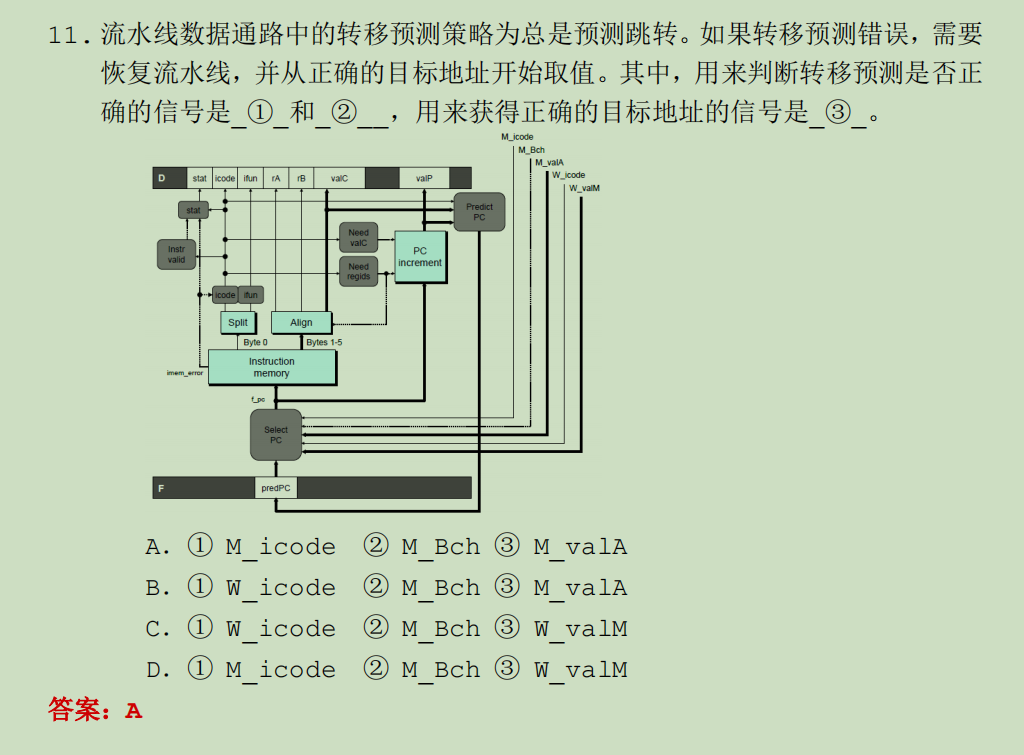 11. 流水线数据通路中的转移预测策略为总是预测跳转。如果转移预测错误，需要
恢复流水线，并从正确的目标地址开始取值。其中，用来判断转移预测是否正
确的信号是_①_和_②__，用来获得正确的目标地址的信号是_③_。
M_icode
M_Bch
M_valA
W_icode
W_valM
D stat icode ifun rA rB valC valP
stat
Predict
PC
Need
valC
Instr
valid
PC
increment
Need
regids
icode ifun
Split
Align
Byte 0
Bytes 1-5
Instruction
memory
imem_error
f_pc
Select
PC
F predPC
A. ① M_icode ② M_Bch ③ M_valA
B. ① W_icode ② M_Bch ③ M_valA
C. ① W_icode ② M_Bch ③ W_valM
D. ① M_icode ② M_Bch ③ W_valM
答案: A